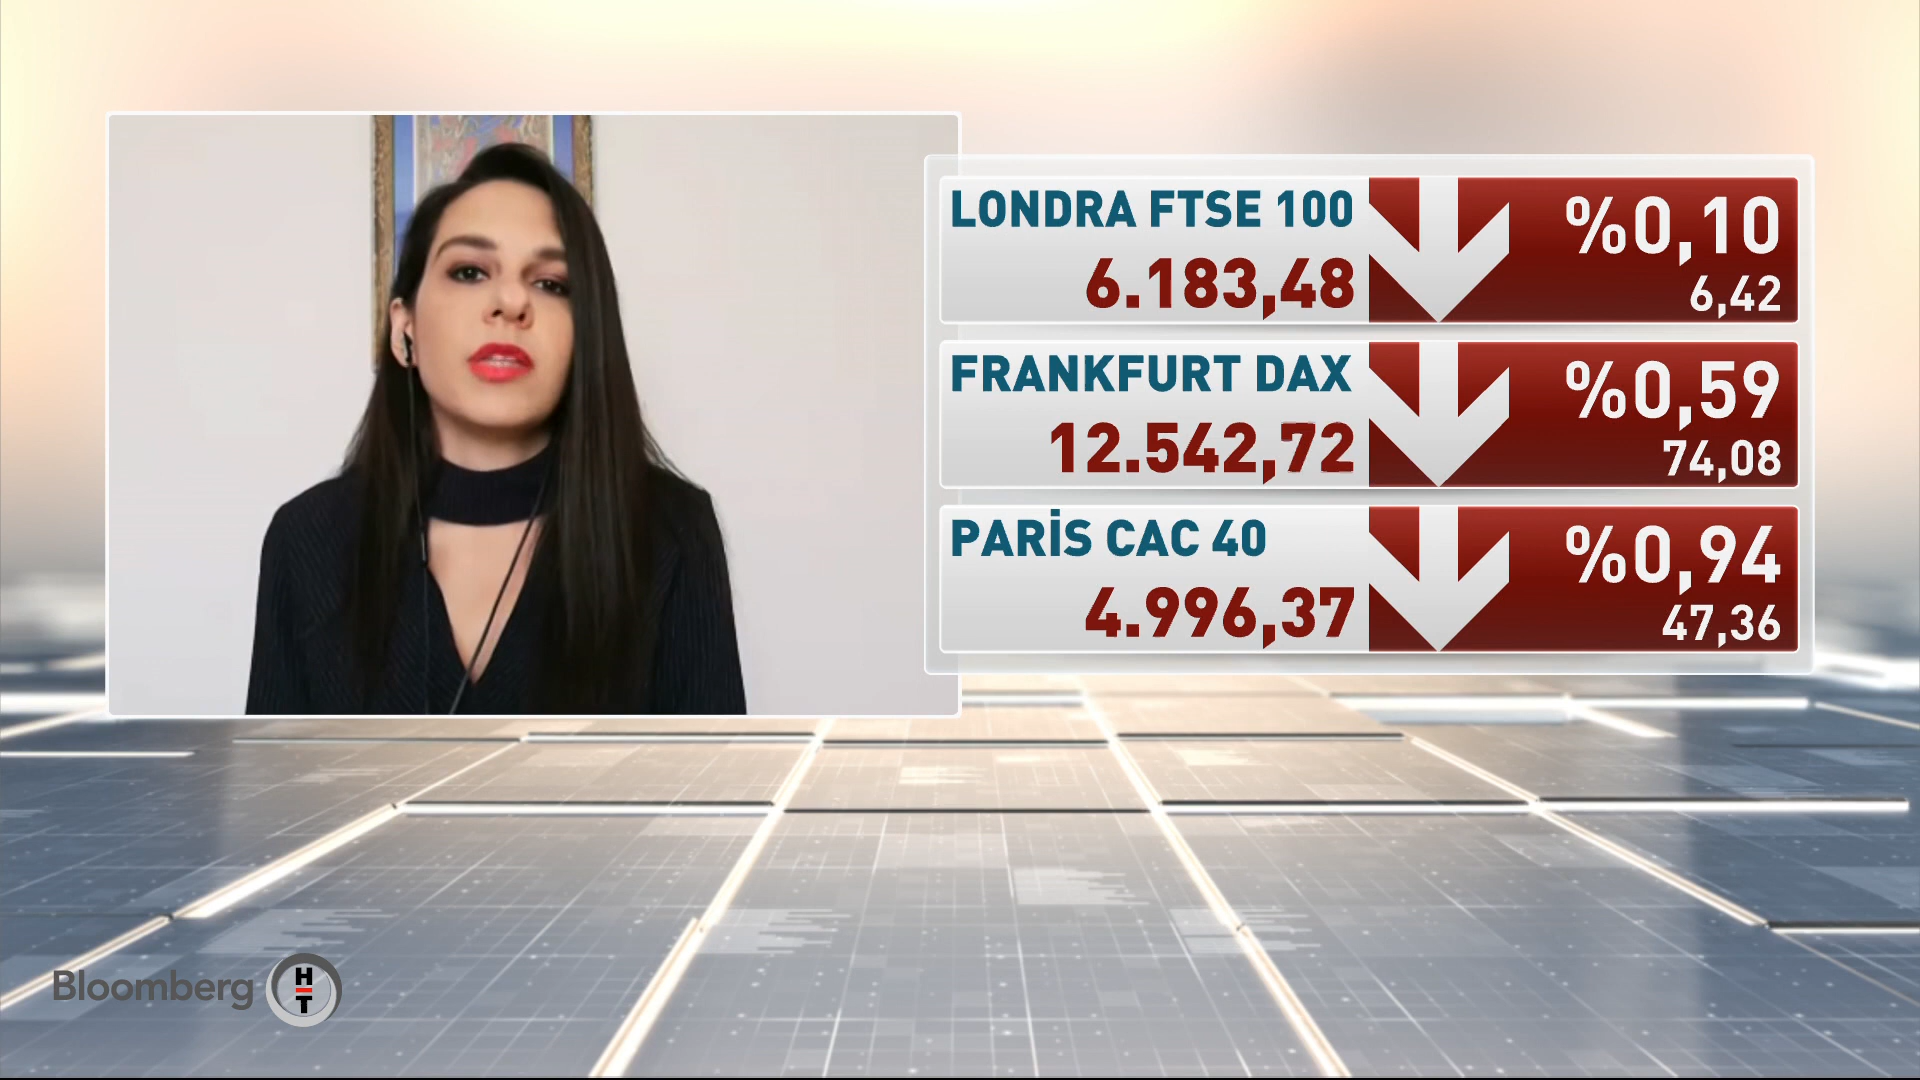 LONDRA FTSE 100
6.183,48
%0,10
6,42
FRANKFURT DAX
12.542,72
%0,59
74,08
PARİS CAC 40
4.996,37
%0,94
47,36
Bloomberg HT